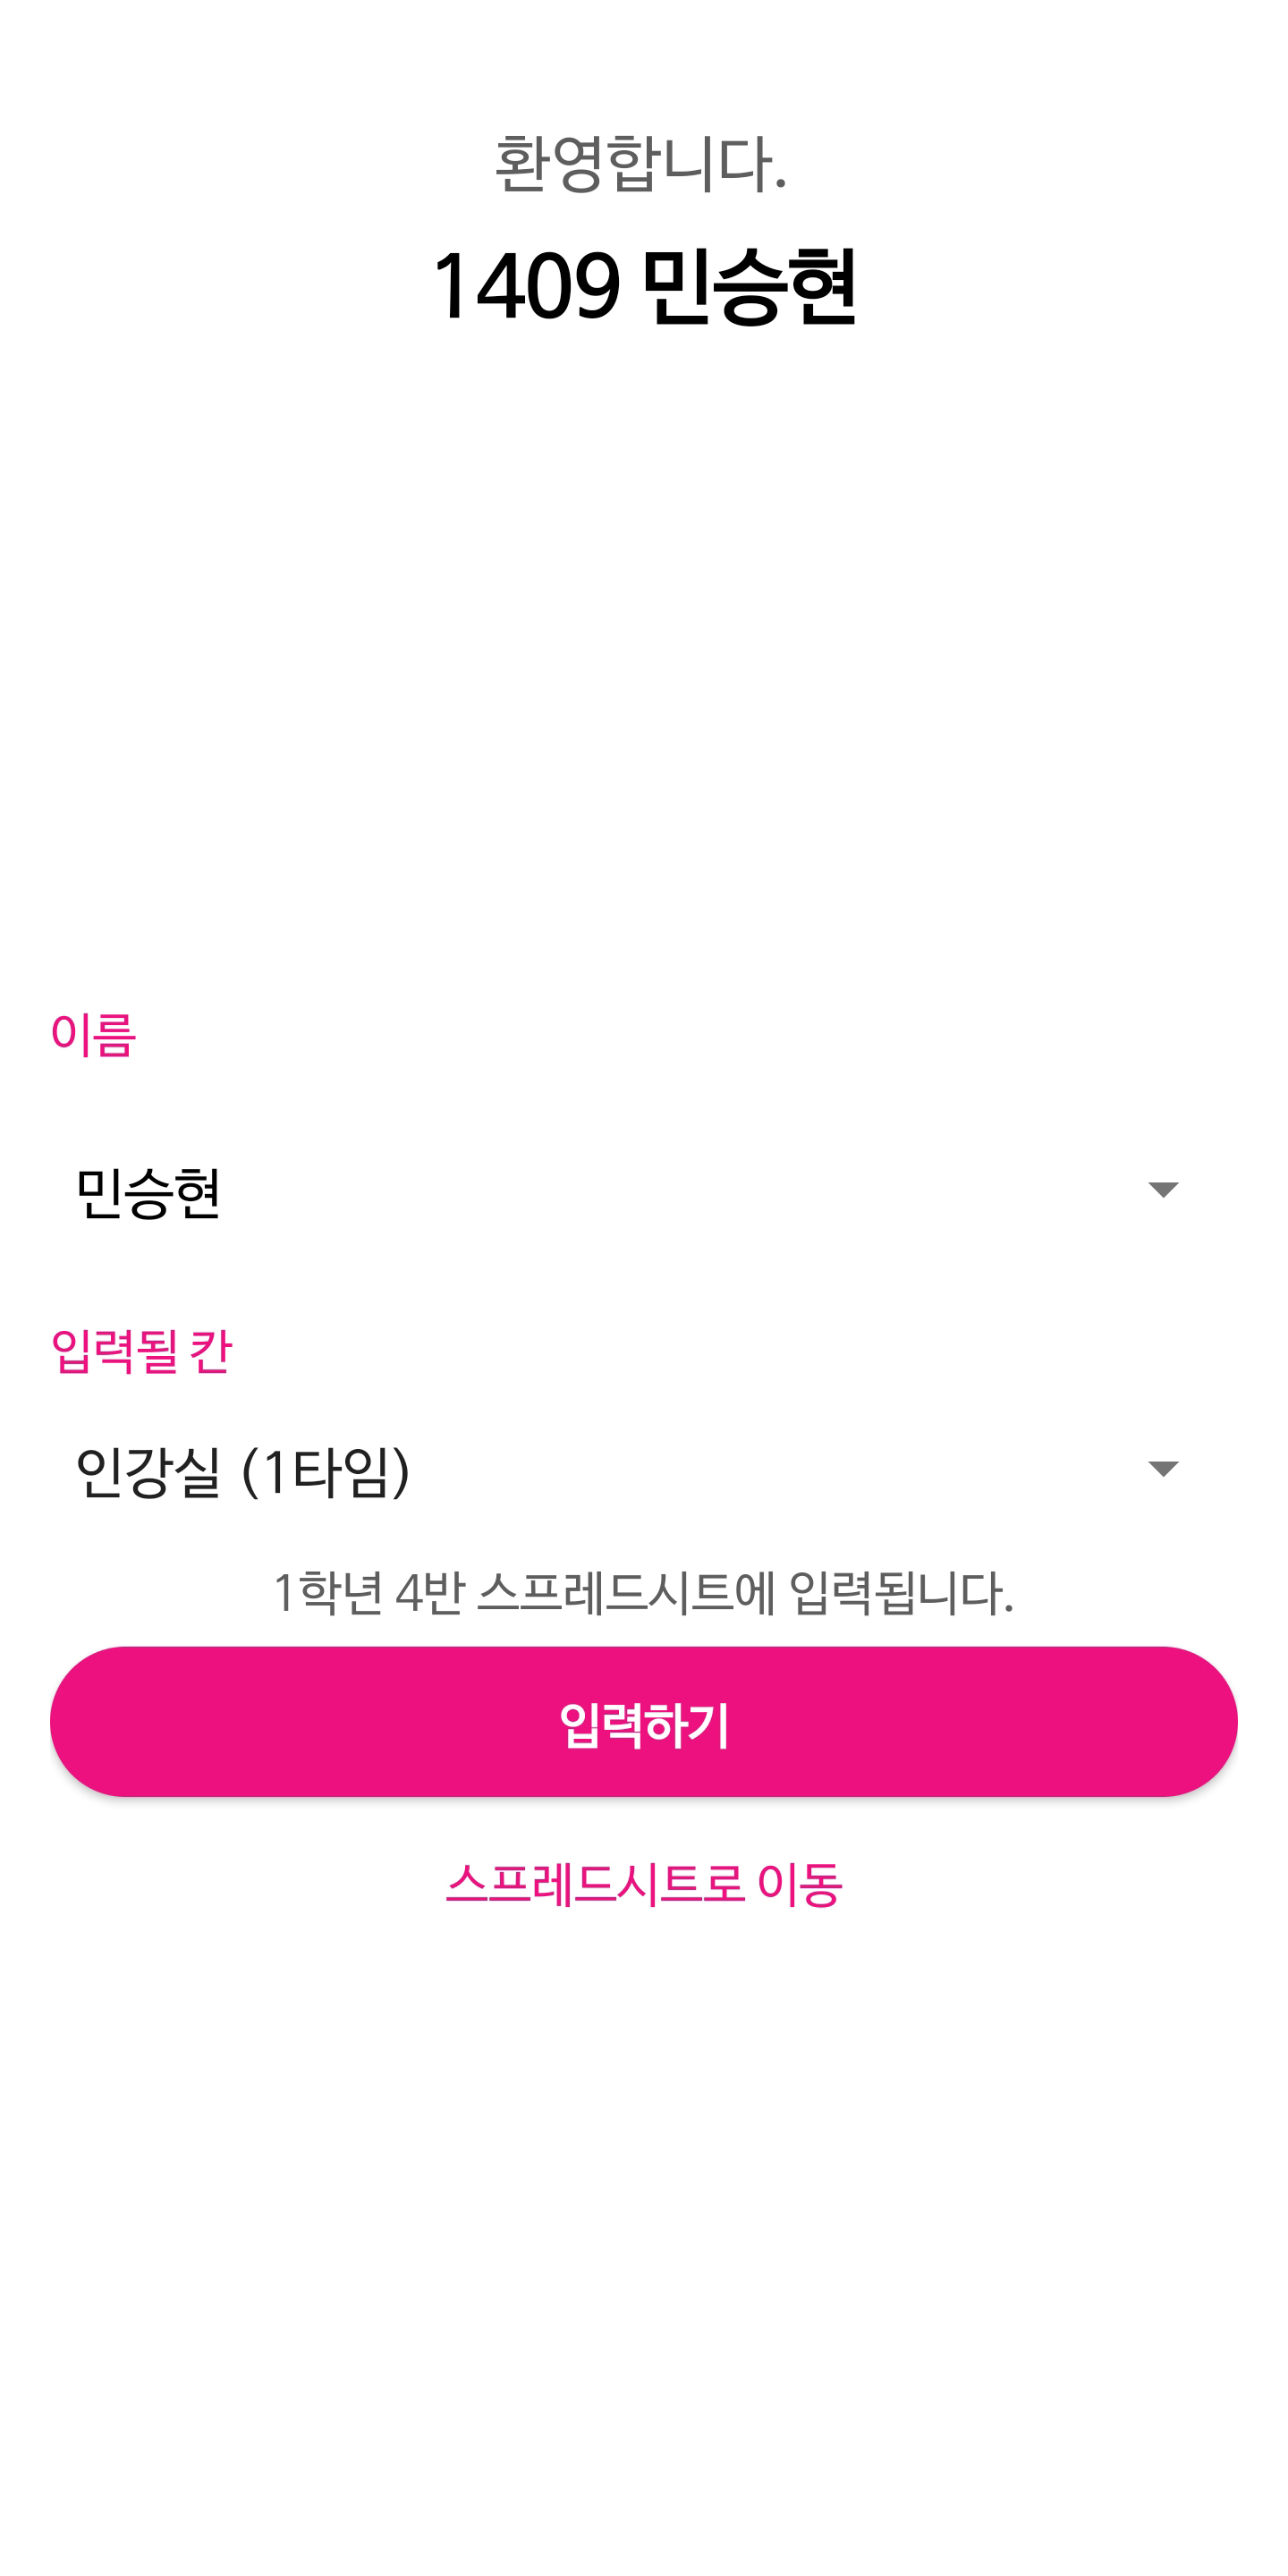 환영합니다.
1409 민승현
이름
민승현
입력될 칸
인강실 (1타임)
1학년 4반 스프레드시트에 입력됩니다.
입력하기
스프레드시트로 이동